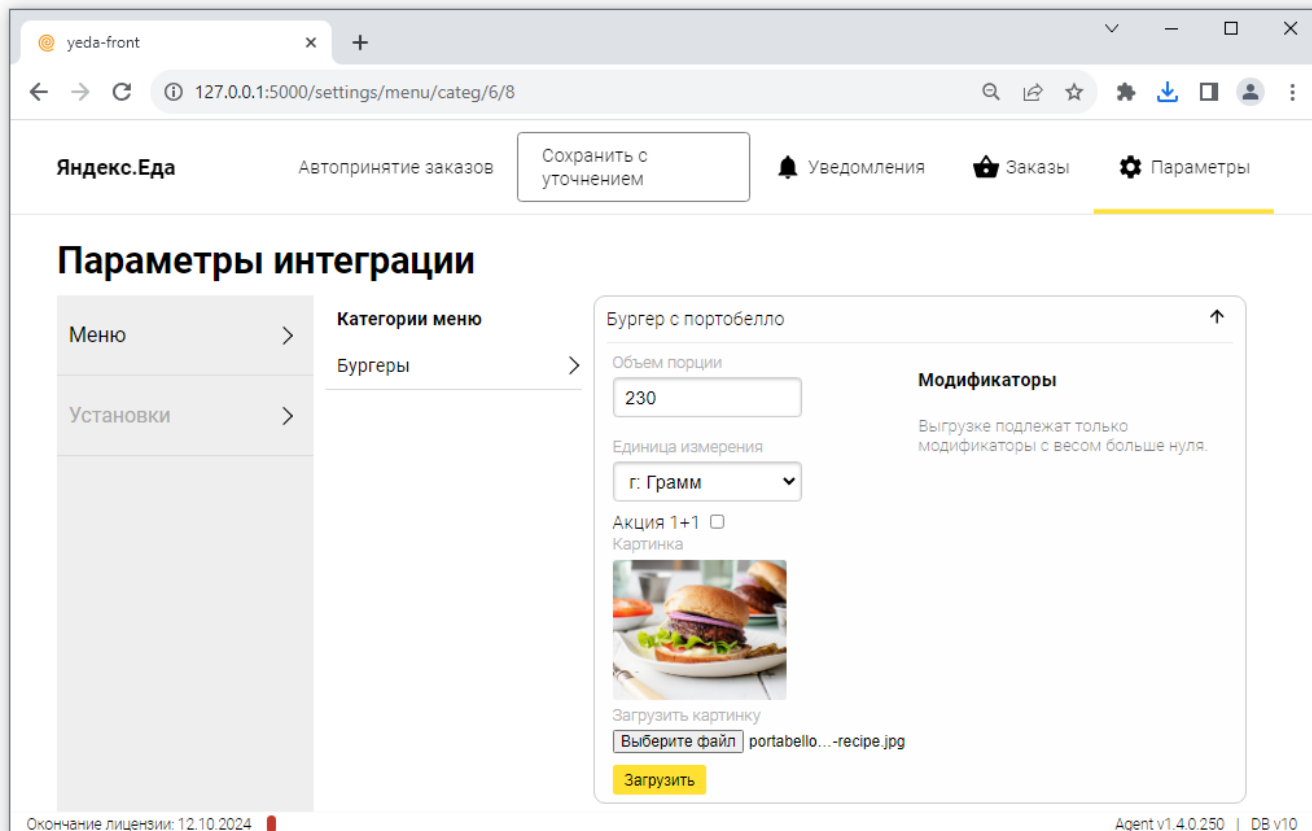 yeda-front
127.0.0.1:5000/settings/menu/categ/6/8
Яндекс.Еда
Автопринятие заказов
Сохранить с
уточнением
Уведомления
Заказы
Параметры
Параметры интеграции
Меню
Установки
Категории меню
Бургеры
Бургер с портобелло
Объем порции
230
Единица измерения
г: Грамм
Акция 1+1
Картинка
Загрузить картинку
Выберите файл portabello...-recipe.jpg
Загрузить
Модификаторы
Выгрузке подлежат только
модификаторы с весом больше нуля.
Окончание лицензии: 12.10.2024
Agent v1.4.0.250 | DB v10